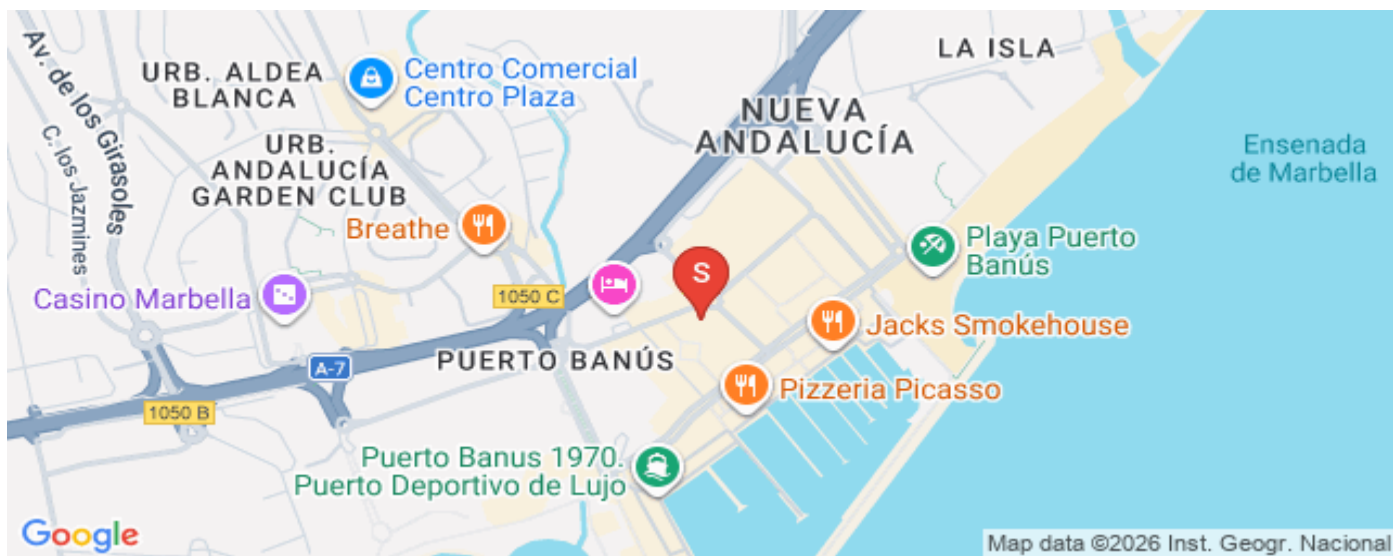 LA ISLA
Av. de los Girasoles
URB. ALDEA
BLANCA
Centro Comercial
Centro Plaza
NUEVA
ANDALUCÍA
Ensenada
de Marbella
C. los Jazmines
URB.
ANDALUCÍA
GARDEN CLUB
Breathe
Playa Puerto
Banús
S
Casino Marbella
1050 C
Jacks Smokehouse
PUERTO BANÚS
A-7
Pizzeria Picasso
1050 B
Puerto Banus 1970.
Puerto Deportivo de Lujo
Google
Map data ©2026 Inst. Geogr. Nacional